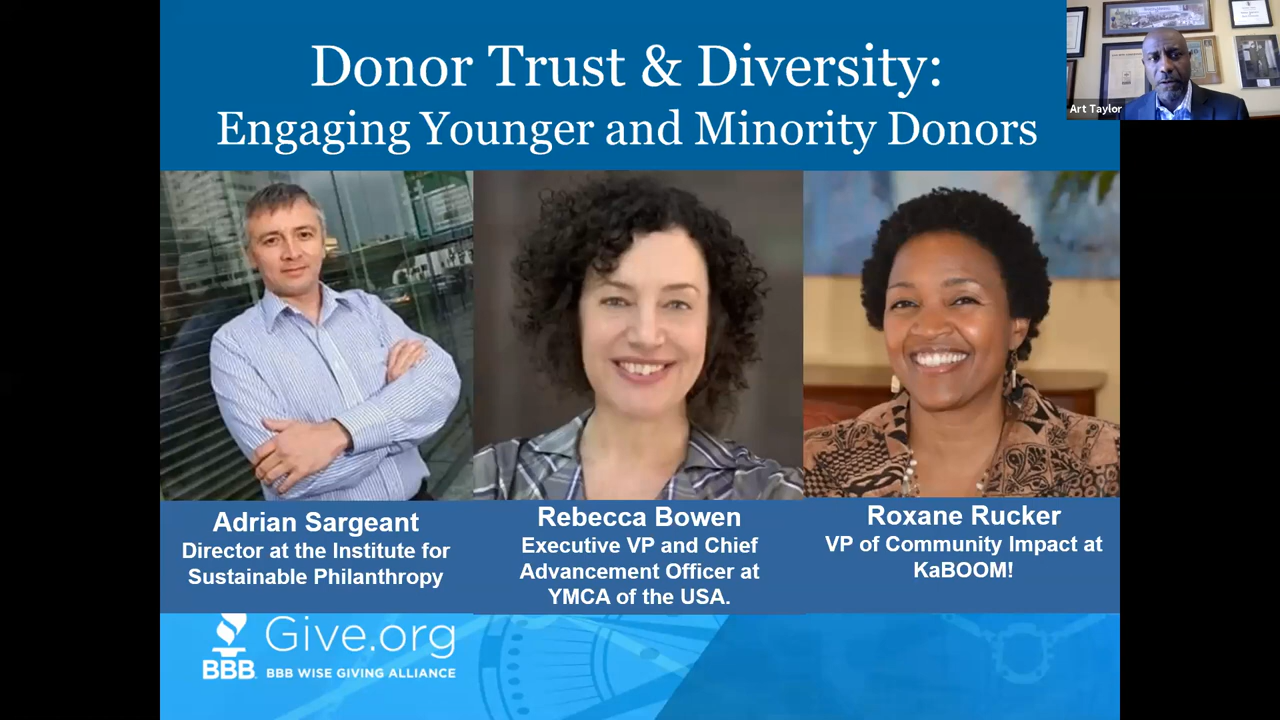 Donor Trust & Diversity:
Engaging Younger and Minority Donors
Art Taylor
Adrian Sargeant
Director at the Institute for
Sustainable Philanthropy
Rebecca Bowen
Executive VP and Chief
Advancement Officer at
YMCA of the USA.
Roxane Rucker
VP of Community Impact at
KaBOOM!
Give.org
BBB
BBB WISE GIVING ALLIANCE